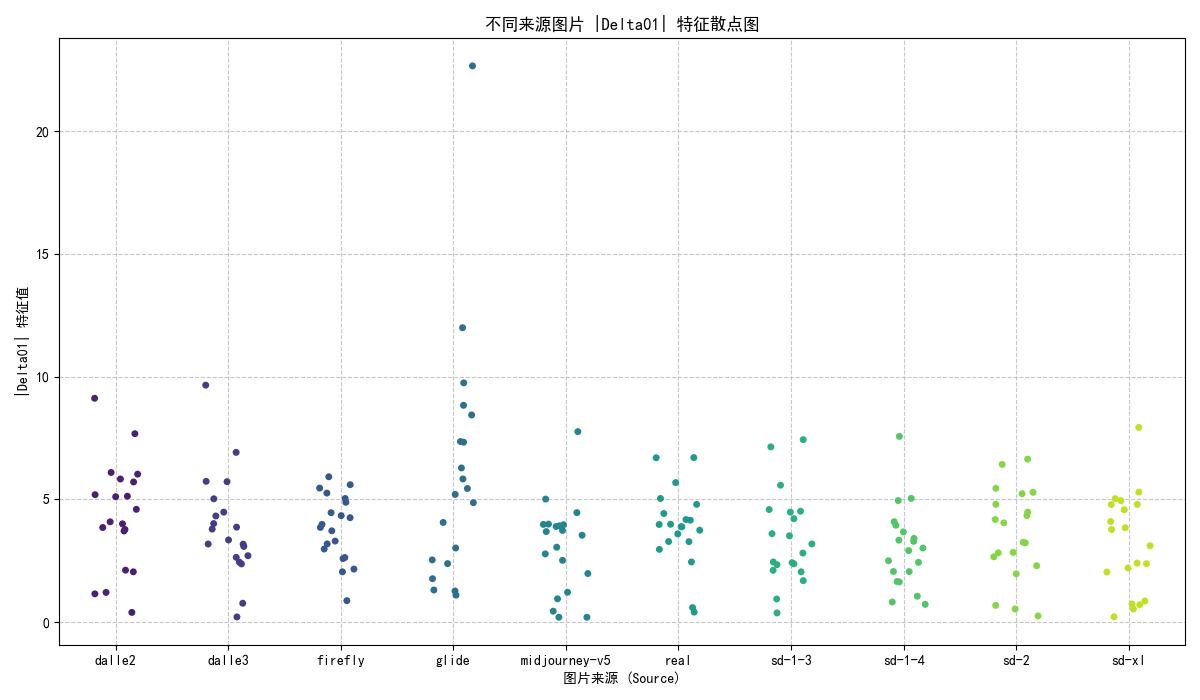 不同来源图片 |Delta01| 特征散点图
|Delta01| 特征值
20
15
10
5
0
dalle2 dalle3 firefly glide midjourney-v5 real sd-1-3 sd-1-4 sd-2 sd-xl
图片来源 (Source)